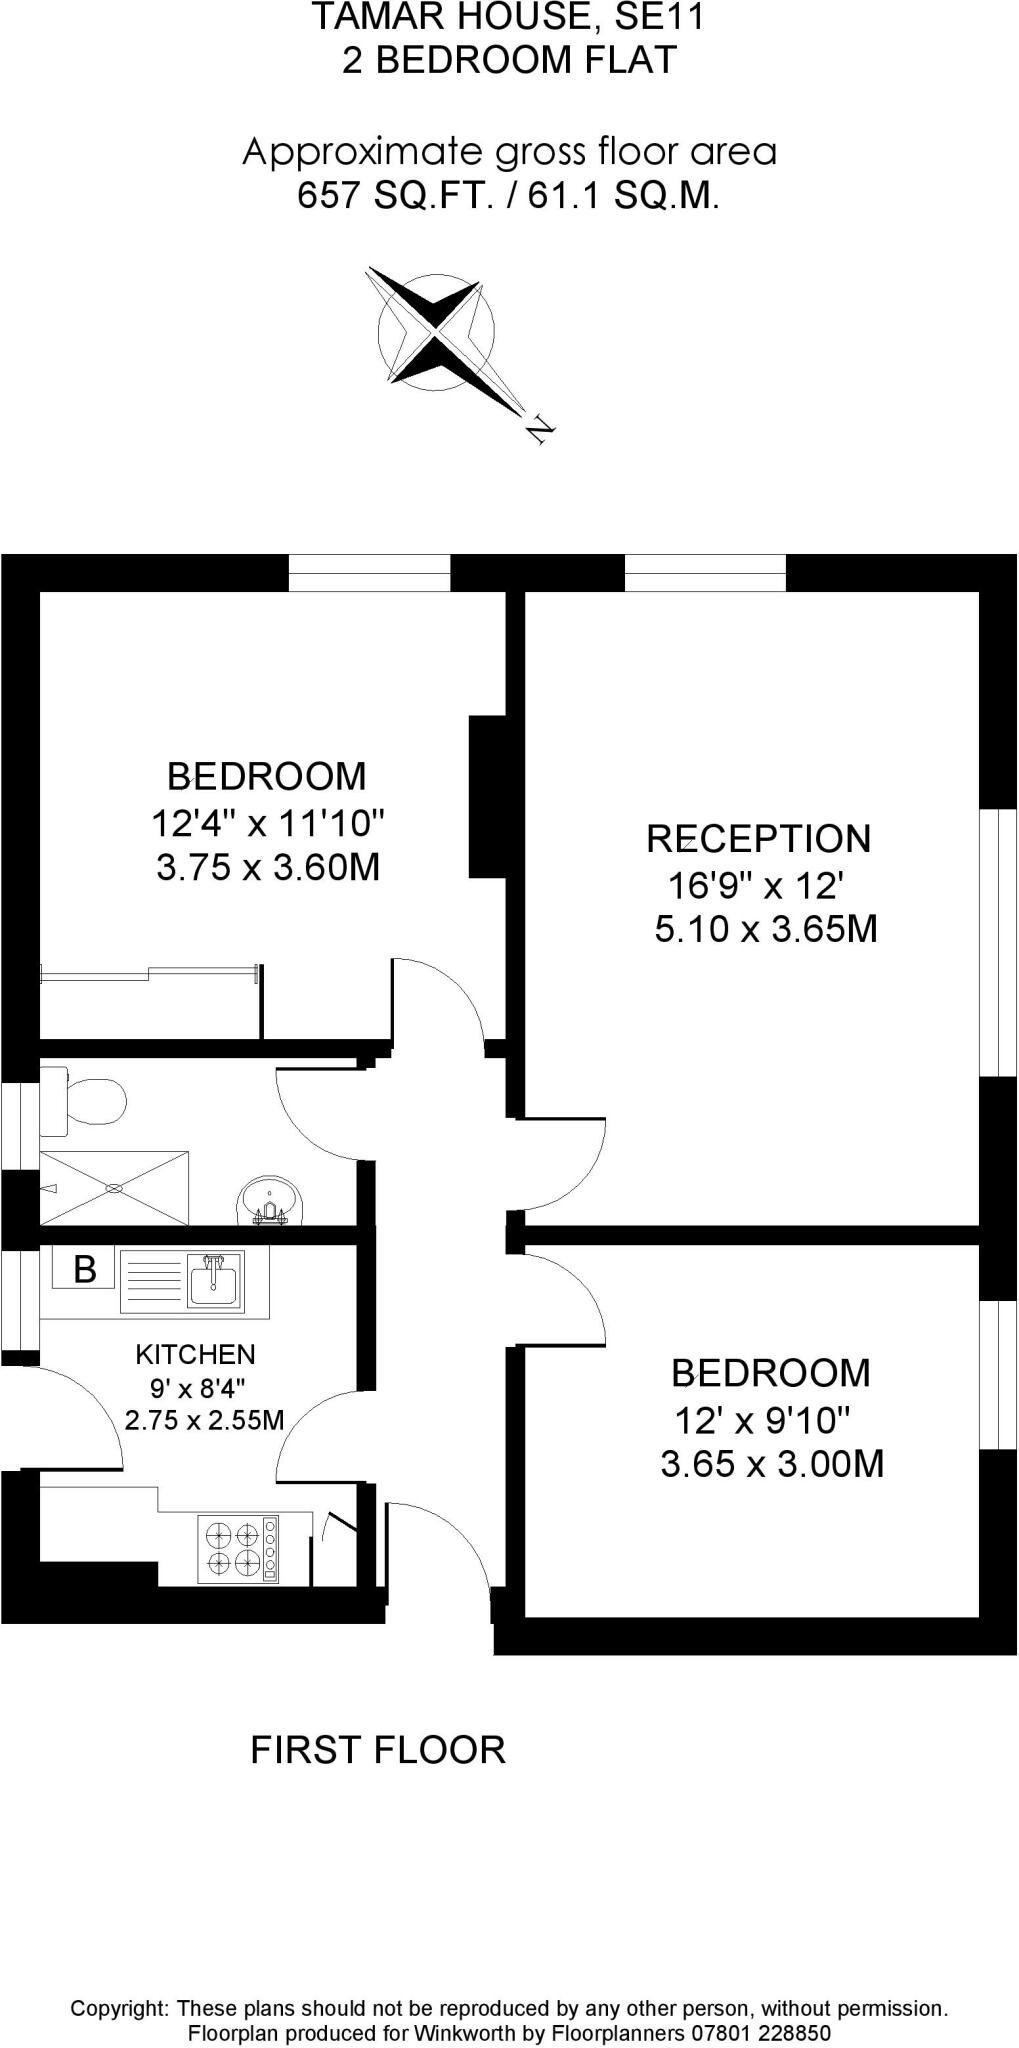 TAMAR HOUSE, SE11
2 BEDROOM FLAT
Approximate gross floor area
657 SQ.FT. / 61.1 SQ.M.
N
BEDROOM
12'4" x 11'10"
3.75 x 3.60M
RECEPTION
16'9" x 12'
5.10 x 3.65M
B
KITCHEN
9' x 8'4"
2.75 x 2.55M
BEDROOM
12' x 9'10"
3.65 x 3.00M
FIRST FLOOR
Copyright: These plans should not be reproduced by any other person, without permission.
Floorplan produced for Winkworth by Floorplanners 07801 228850